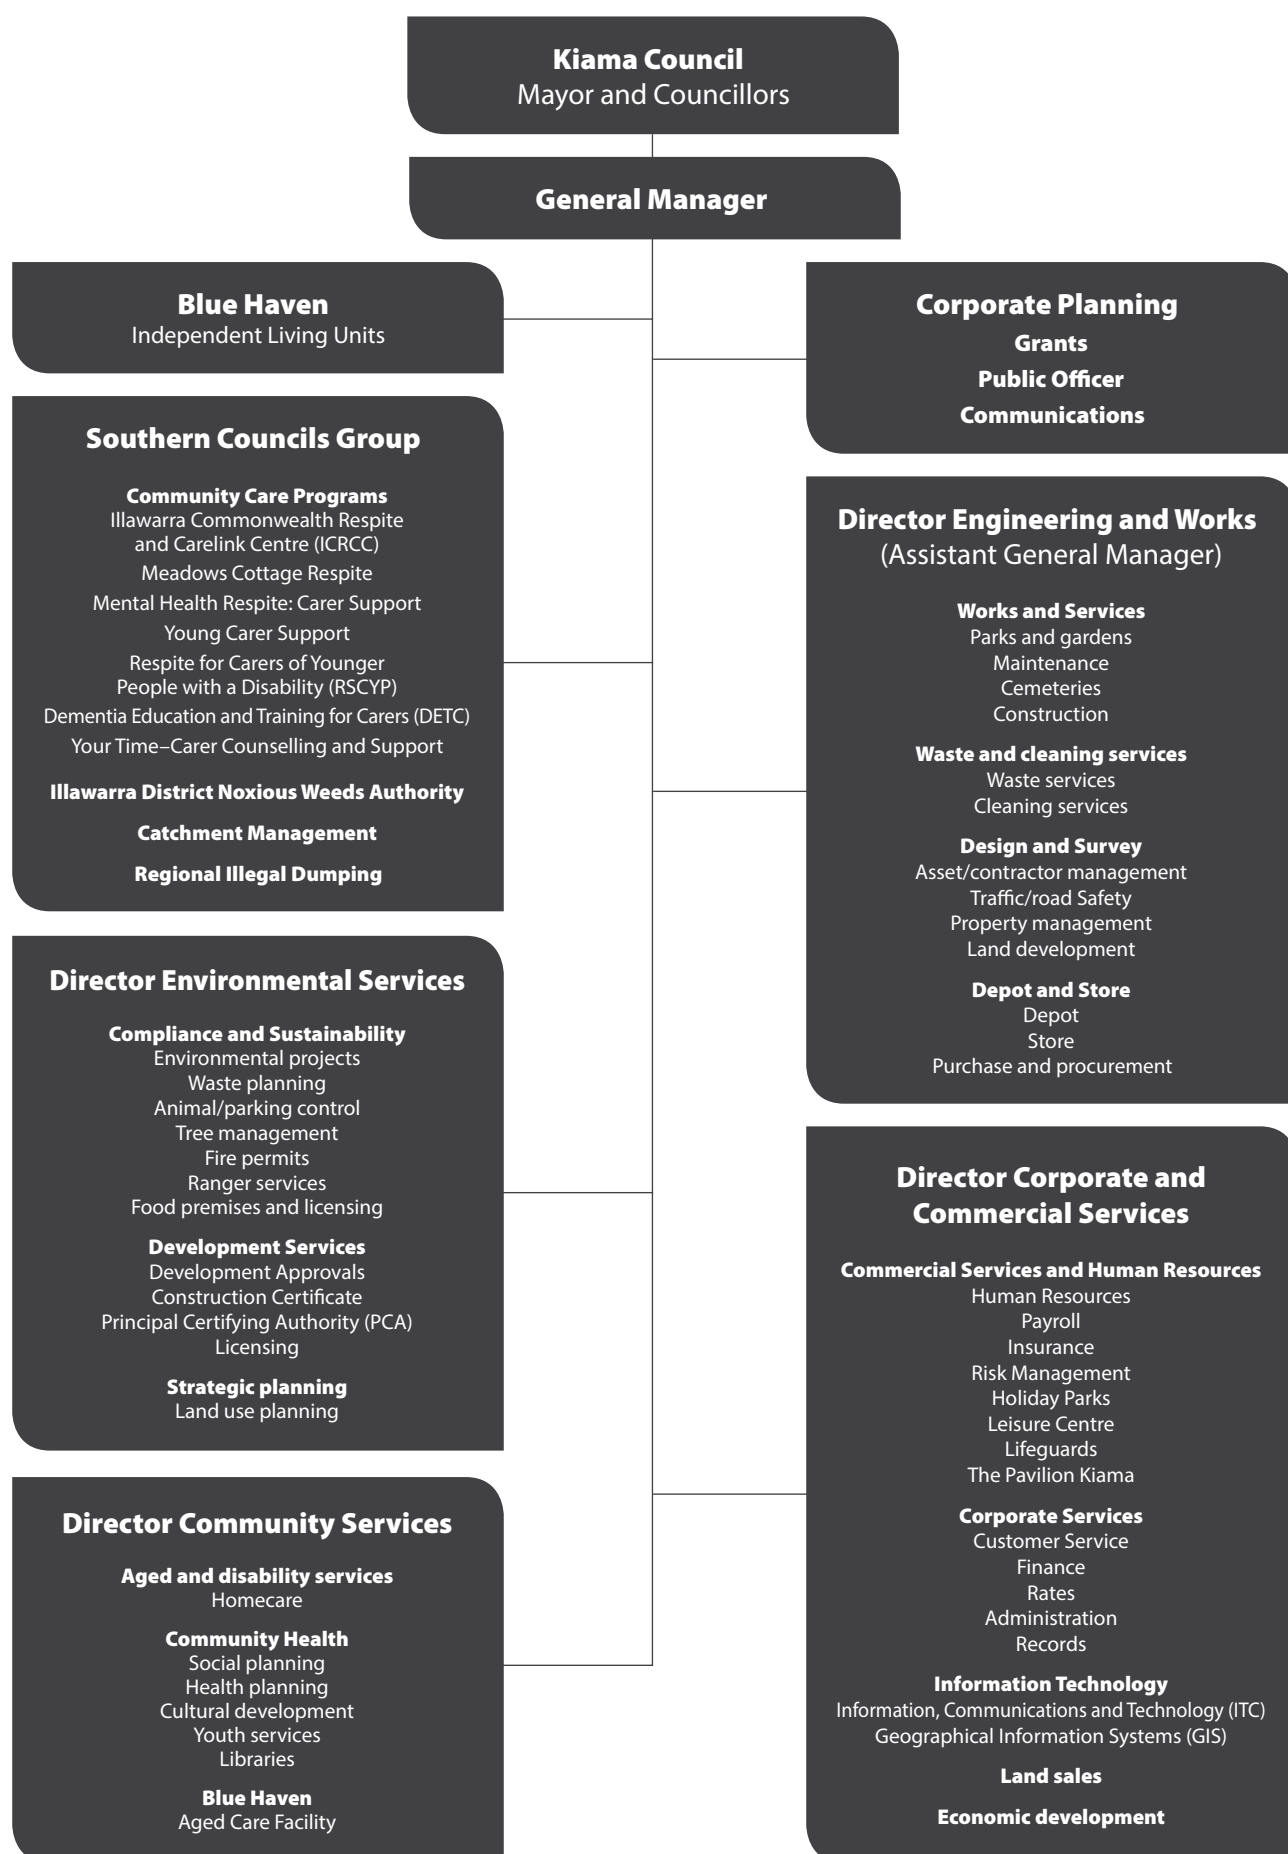 Kiama Council
Mayor and Councillors
General Manager
Blue Haven
Independent Living Units
Southern Councils Group
Community Care Programs
Illawarra Commonwealth Respite
and Carelink Centre (ICRCC)
Meadows Cottage Respite
Mental Health Respite: Carer Support
Young Carer Support
Respite for Carers of Younger
People with a Disability (RSCYP)
Dementia Education and Training for Carers (DETC)
Your Time–Carer Counselling and Support
Illawarra District Noxious Weeds Authority
Catchment Management
Regional Illegal Dumping
Director Environmental Services
Compliance and Sustainability
Environmental projects
Waste planning
Animal/parking control
Tree management
Fire permits
Ranger services
Food premises and licensing
Development Services
Development Approvals
Construction Certificate
Principal Certifying Authority (PCA)
Licensing
Strategic planning
Land use planning
Director Community Services
Aged and disability services
Homecare
Community Health
Social planning
Health planning
Cultural development
Youth services
Libraries
Blue Haven
Aged Care Facility
Corporate Planning
Grants
Public Officer
Communications
Director Engineering and Works
(Assistant General Manager)
Works and Services
Parks and gardens
Maintenance
Cemeteries
Construction
Waste and cleaning services
Waste services
Cleaning services
Design and Survey
Asset/contractor management
Traffic/road Safety
Property management
Land development
Depot and Store
Depot
Store
Purchase and procurement
Director Corporate and
Commercial Services
Commercial Services and Human Resources
Human Resources
Payroll
Insurance
Risk Management
Holiday Parks
Leisure Centre
Lifeguards
The Pavilion Kiama
Corporate Services
Customer Service
Finance
Rates
Administration
Records
Information Technology
Information, Communications and Technology (ITC)
Geographical Information Systems (GIS)
Land sales
Economic development